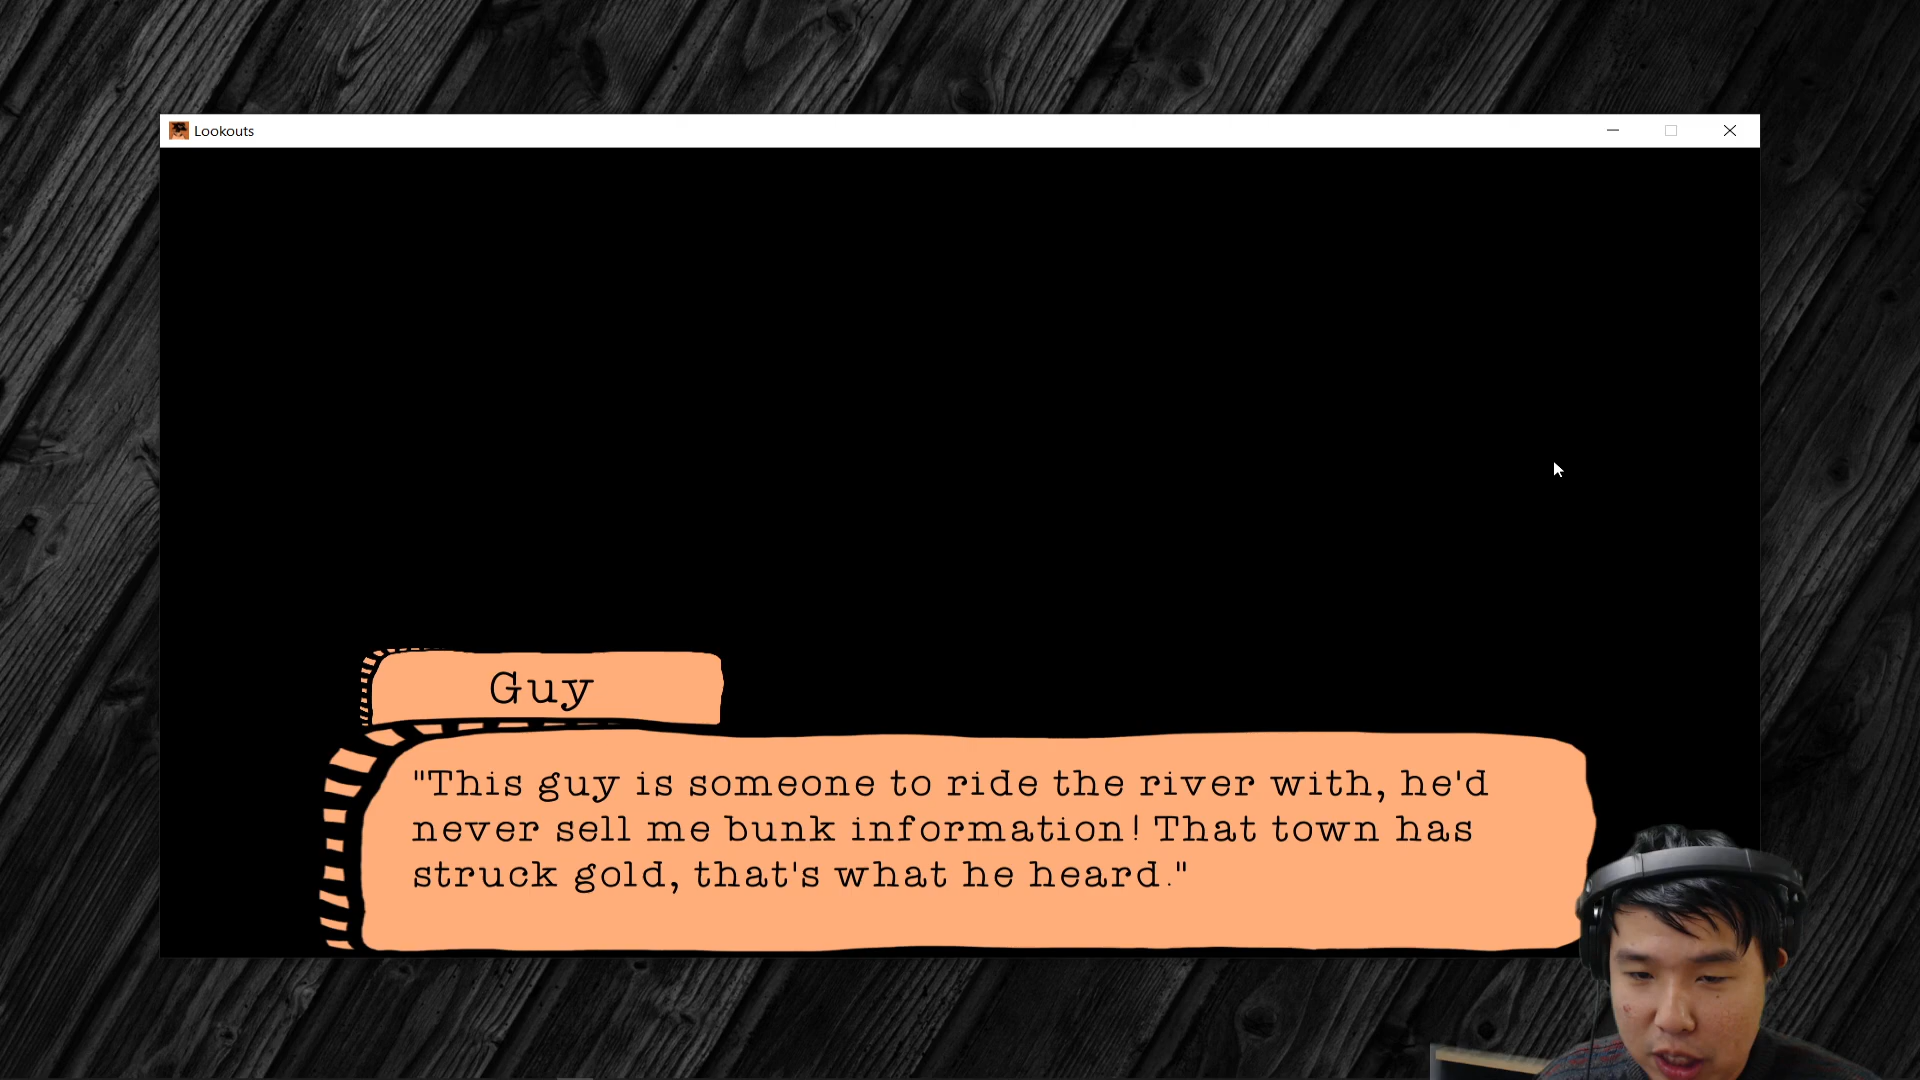 Lookouts
Guy
"This guy is someone to ride the river with, he'd
never sell me bunk information! That town has
struck gold, that's what he heard."